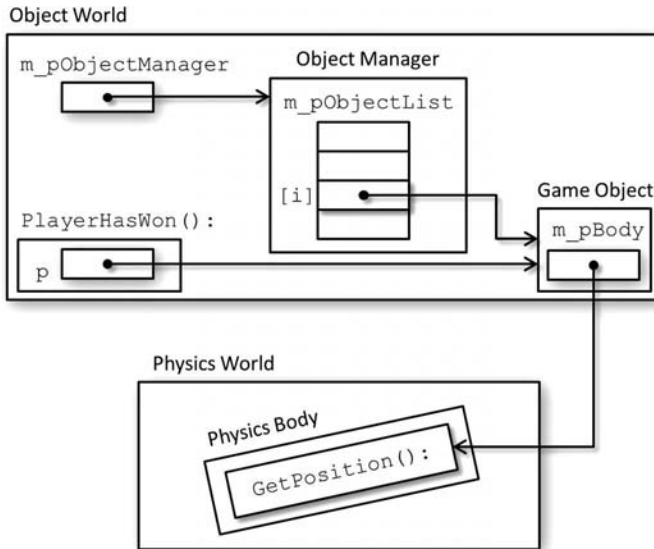 Object World
m_pObjectManager
Object Manager
m_pObjectList
[i]
Game Object
m_pBody
PlayerHasWon():
p
Physics World
Physics Body
GetPosition():